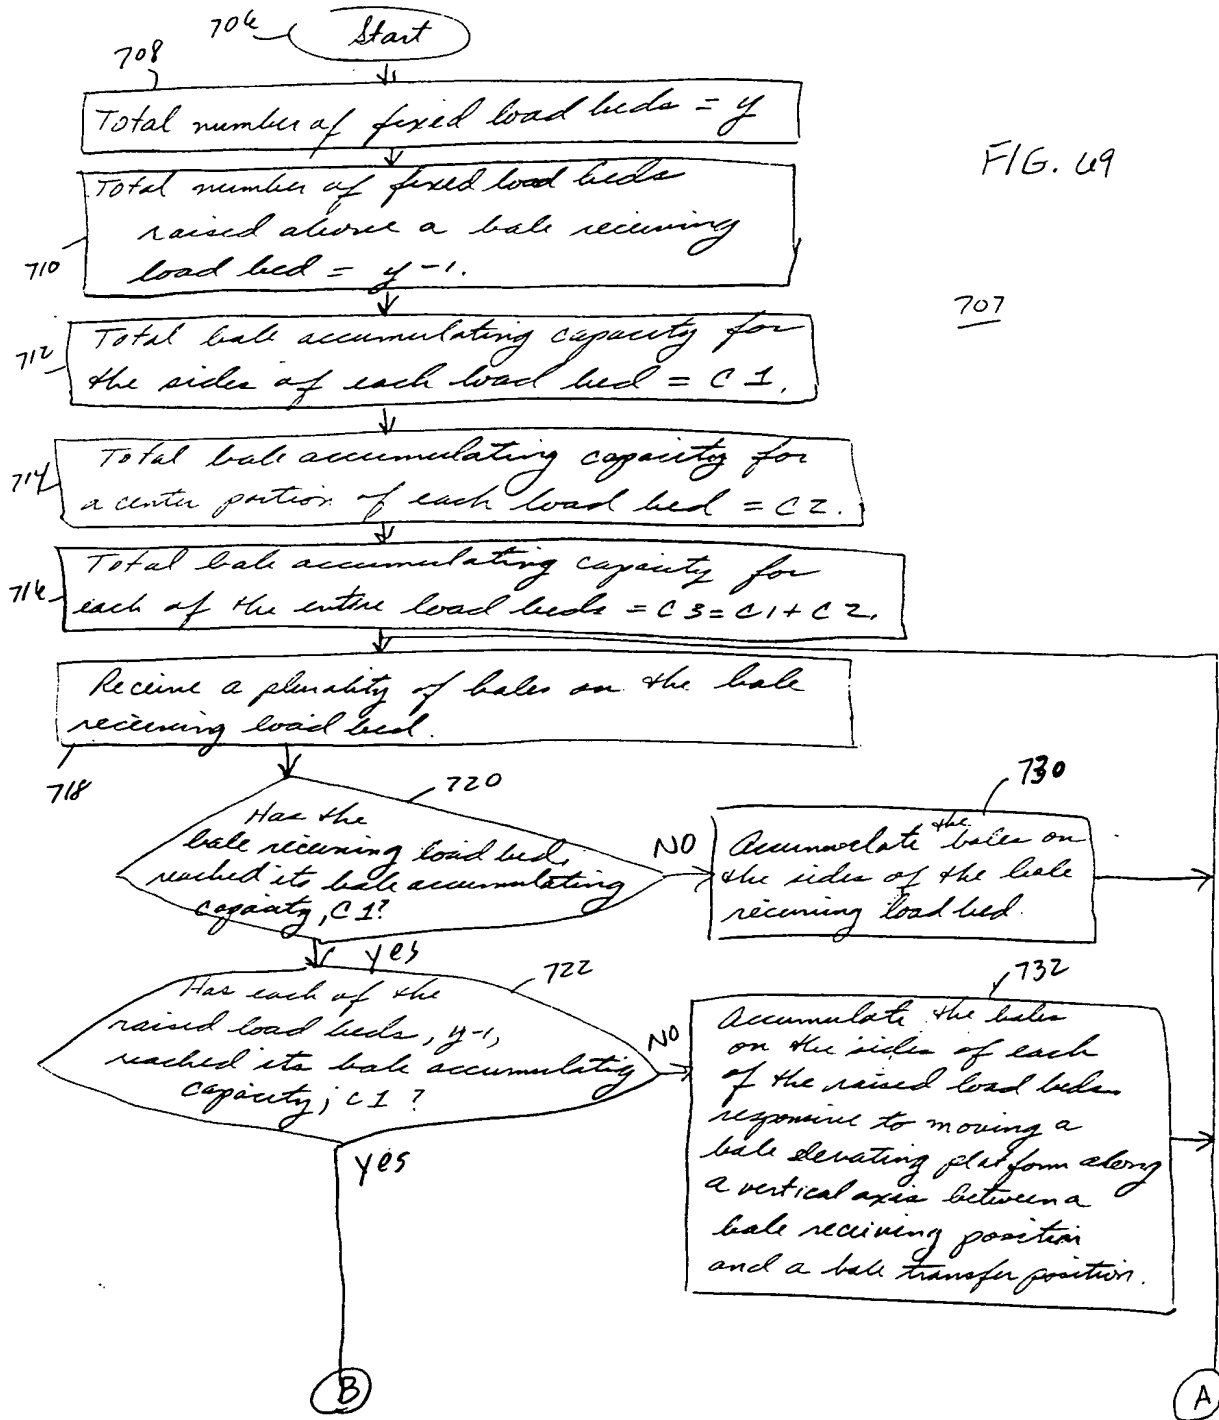 706
Start
708
Total number of fixed load beds = y
FIG. 69
Total number of fixed load beds
raised above a bale receiving
load bed = y-1.
710
707
712
Total bale accumulating capacity for
the sides of each load bed = C1.
714
Total bale accumulating capacity for
a center portion of each load bed = C2.
716
Total bale accumulating capacity for
each of the entire load beds = C3=C1+C2.
Receive a plurality of bales on the bale
receiving load bed.
718
720
Has the
bale receiving load bed,
reached its bale accumulating
capacity, C1?
NO
730
Accumulate the bales on
the sides of the bale
receiving load bed.
yes
722
Has each of the
raised load beds, y-1,
reached its bale accumulating
capacity, C1?
NO
732
Accumulate the bales
on the sides of each
of the raised load beds
responsive to moving a
bale elevating platform along
a vertical axis between a
bale receiving position
and a bale transfer position.
yes
B
A